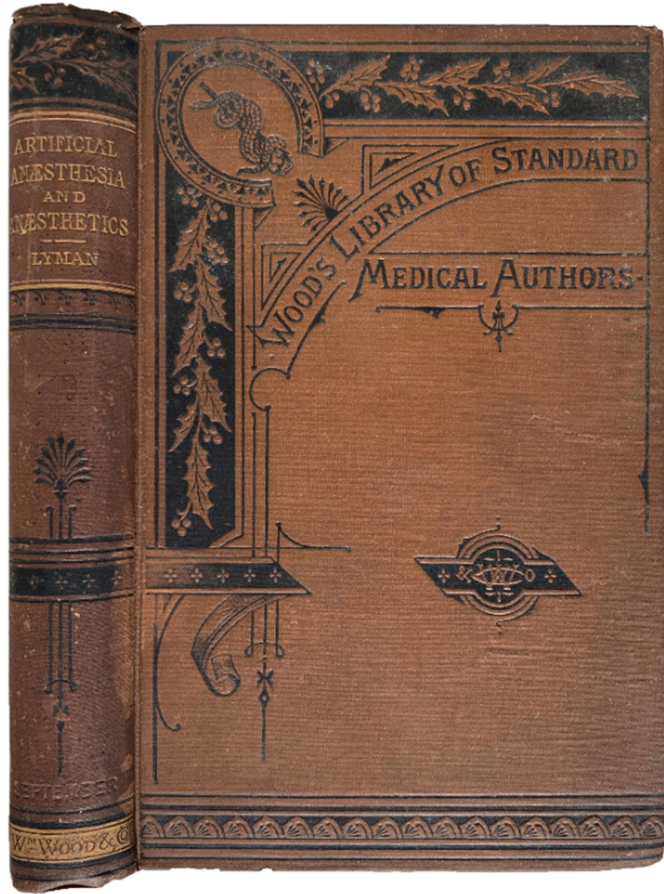 ARTIFICIAL
ANÆSTHESIA
AND
ANÆSTHETICS
LYMAN
SEPTEMBER
Wᴹ WOOD & Cº
WOOD'S LIBRARY OF STANDARD
MEDICAL AUTHORS